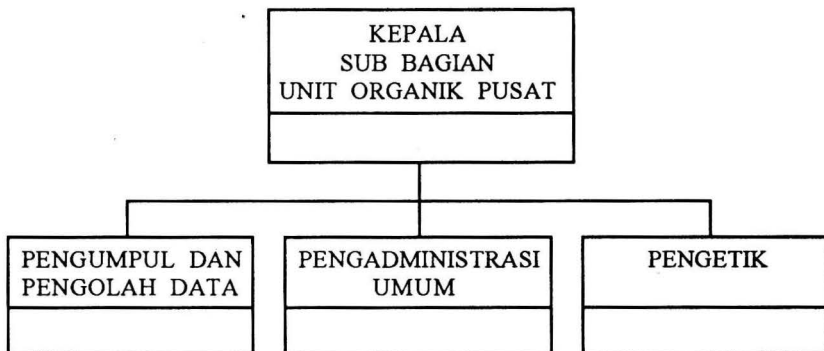 KEPALA
SUB BAGIAN
UNIT ORGANIK PUSAT
PENGUMPUL DAN
PENGOLAH DATA
PENGADMINISTRASI
UMUM
PENGETIK